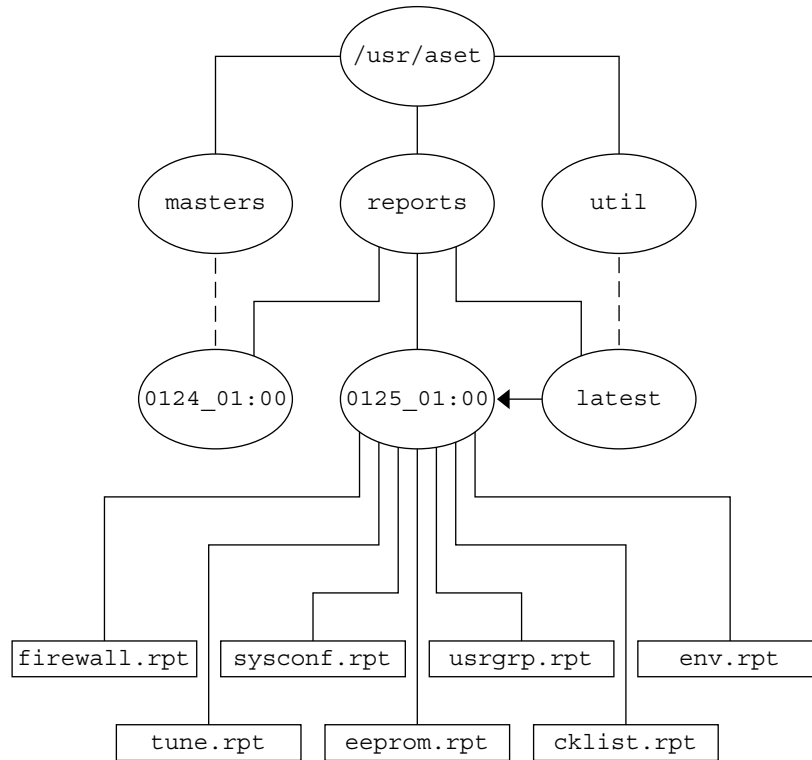 /usr/aset
masters reports util
0124_01:00 0125_01:00 latest
firewall.rpt sysconf.rpt usrgrp.rpt env.rpt
tune.rpt eeprom.rpt cklist.rpt